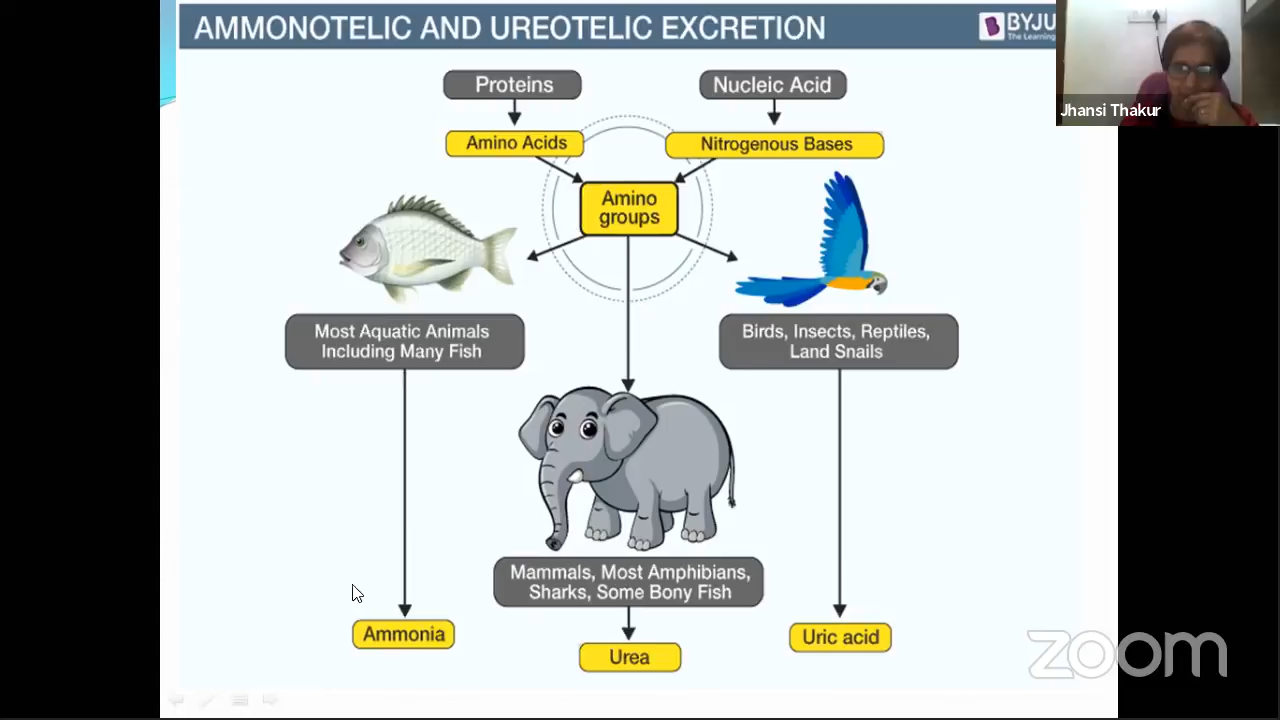 AMMONOTELIC AND UREOTELIC EXCRETION
BYJU
The Learning
Jhansi Thakur
Proteins
Nucleic Acid
Amino Acids
Nitrogenous Bases
Amino
groups
Most Aquatic Animals
Including Many Fish
Birds, Insects, Reptiles,
Land Snails
Mammals, Most Amphibians,
Sharks, Some Bony Fish
Ammonia
Urea
Uric acid
zoom